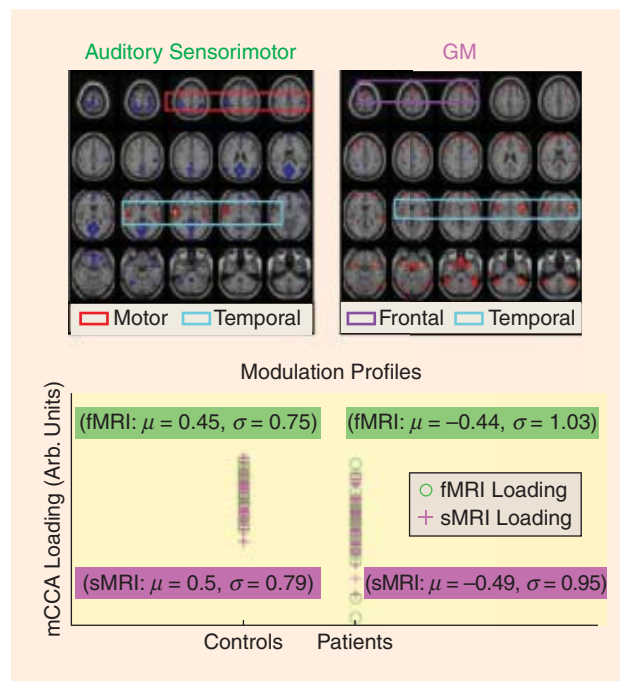 Auditory Sensorimotor
GM
Motor
Temporal
Frontal
Temporal
Modulation Profiles
mCCA Loading (Arb. Units)
(fMRI: μ = 0.45, σ = 0.75)
(fMRI: μ = –0.44, σ = 1.03)
fMRI Loading
sMRI Loading
(sMRI: μ = 0.5, σ = 0.79)
(sMRI: μ = –0.49, σ = 0.95)
Controls
Patients